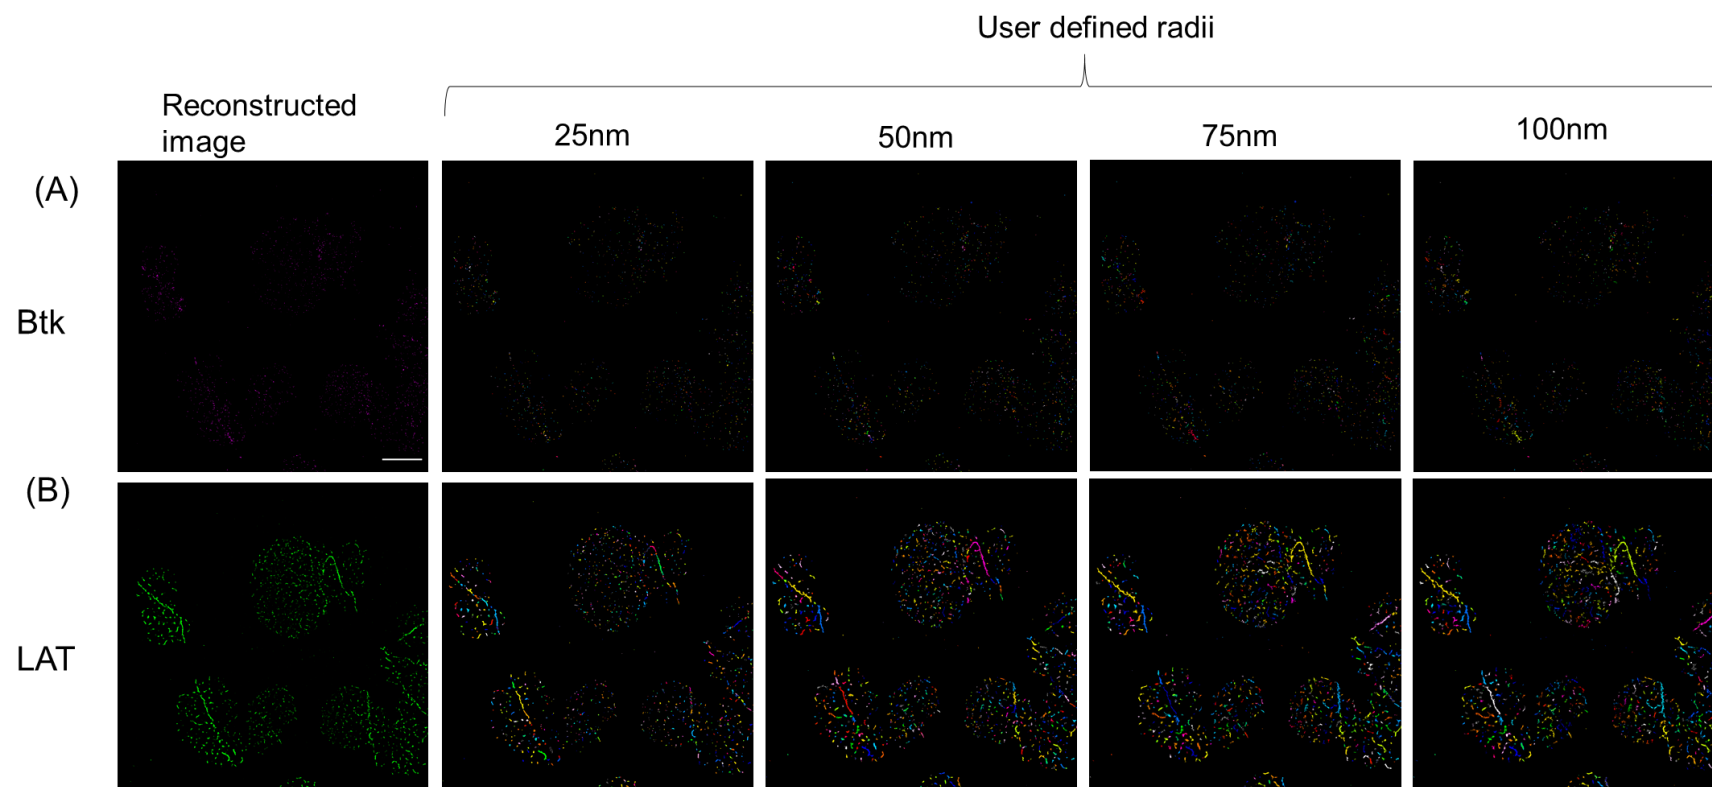 User defined radii
Reconstructed
image
25nm
50nm
75nm
100nm
(A)
Btk
(B)
LAT